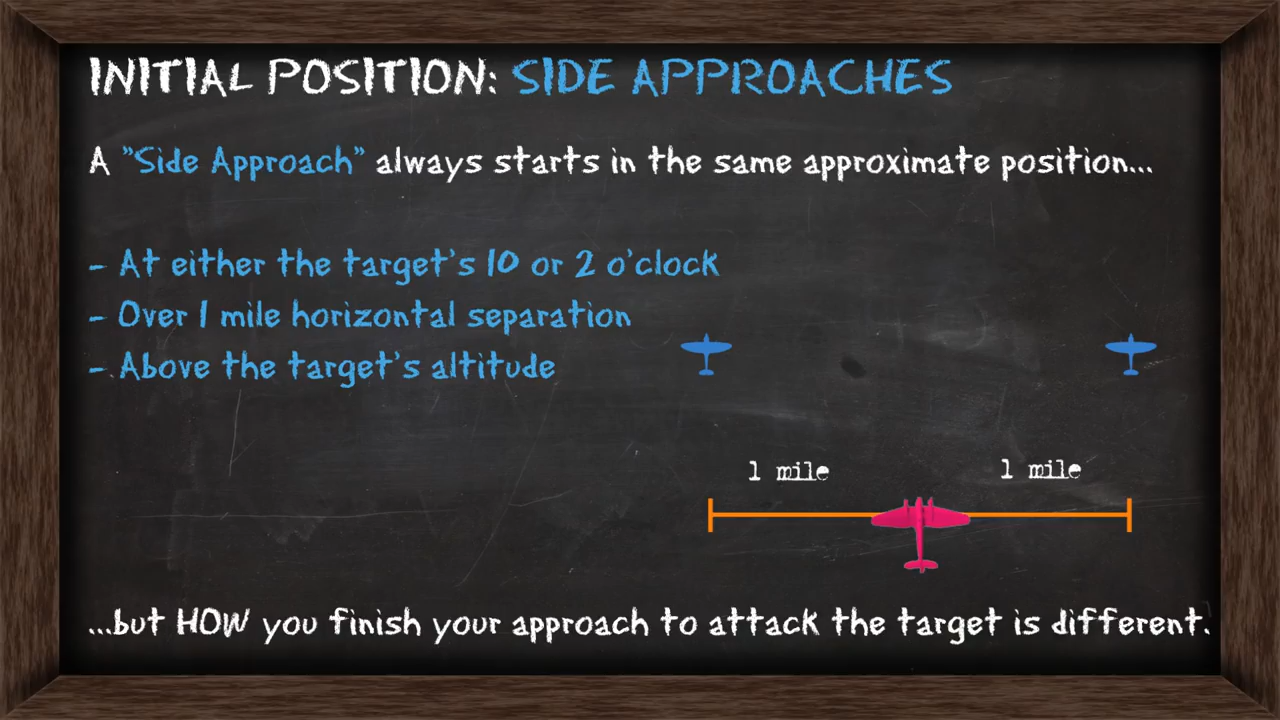 INITIAL POSITION: SIDE APPROACHES
A "Side Approach" always starts in the same approximate position...
- At either the target's 10 or 2 o'clock
- Over 1 mile horizontal separation
- Above the target's altitude
1 mile
1 mile
...but HOW you finish your approach to attack the target is different.